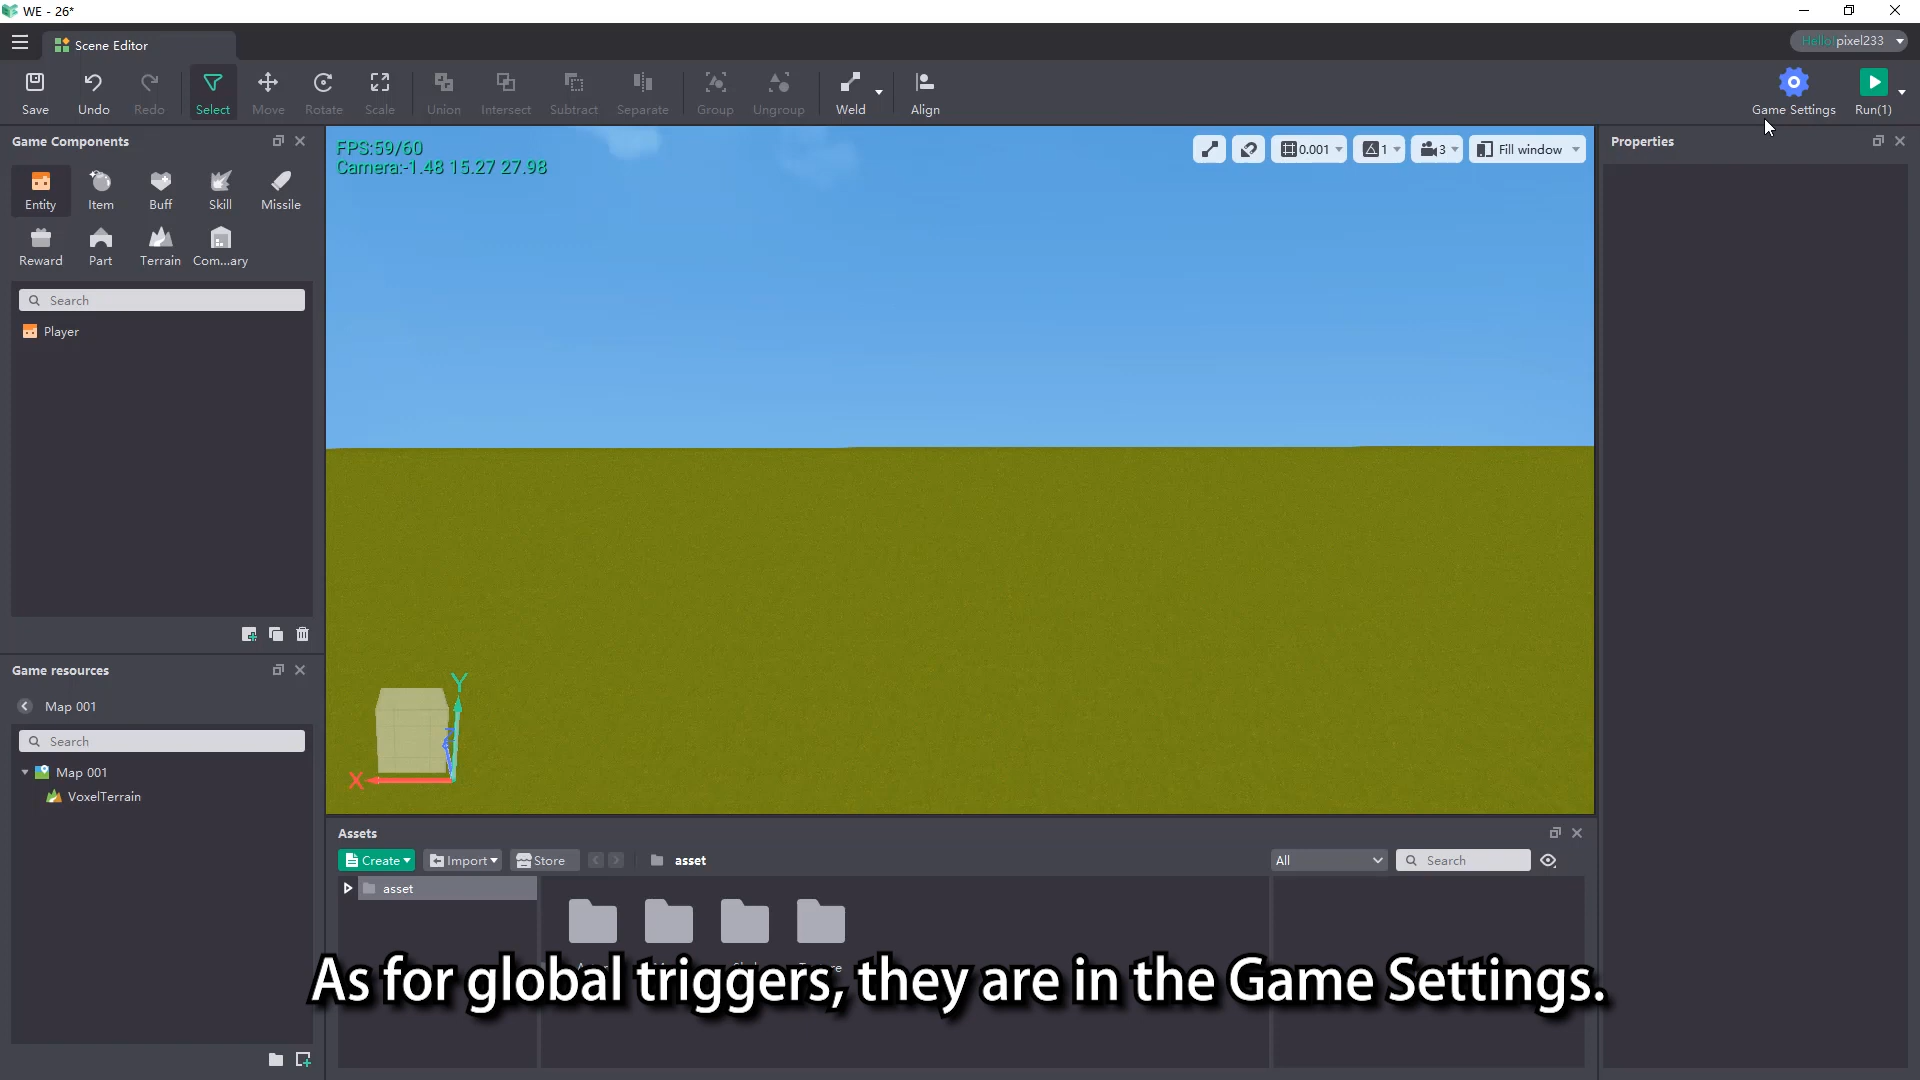 WE - 26*
Scene Editor
Hello! pixel233
Save
Undo
Redo
Select
Move
Rotate
Scale
Union
Intersect
Subtract
Separate
Group
Ungroup
Weld
Align
Game Settings
Run(1)
Game Components
Entity
Item
Buff
Skill
Missile
Reward
Part
Terrain
Com...ary
Search
Player
Game resources
Map 001
Search
Map 001
VoxelTerrain
FPS:59/60
Camera:-1.48 15.27 27.98
0.001
1
3
Fill window
Y
Z
X
Properties
Assets
Create
Import
Store
asset
All
Search
asset
As for global triggers, they are in the Game Settings.